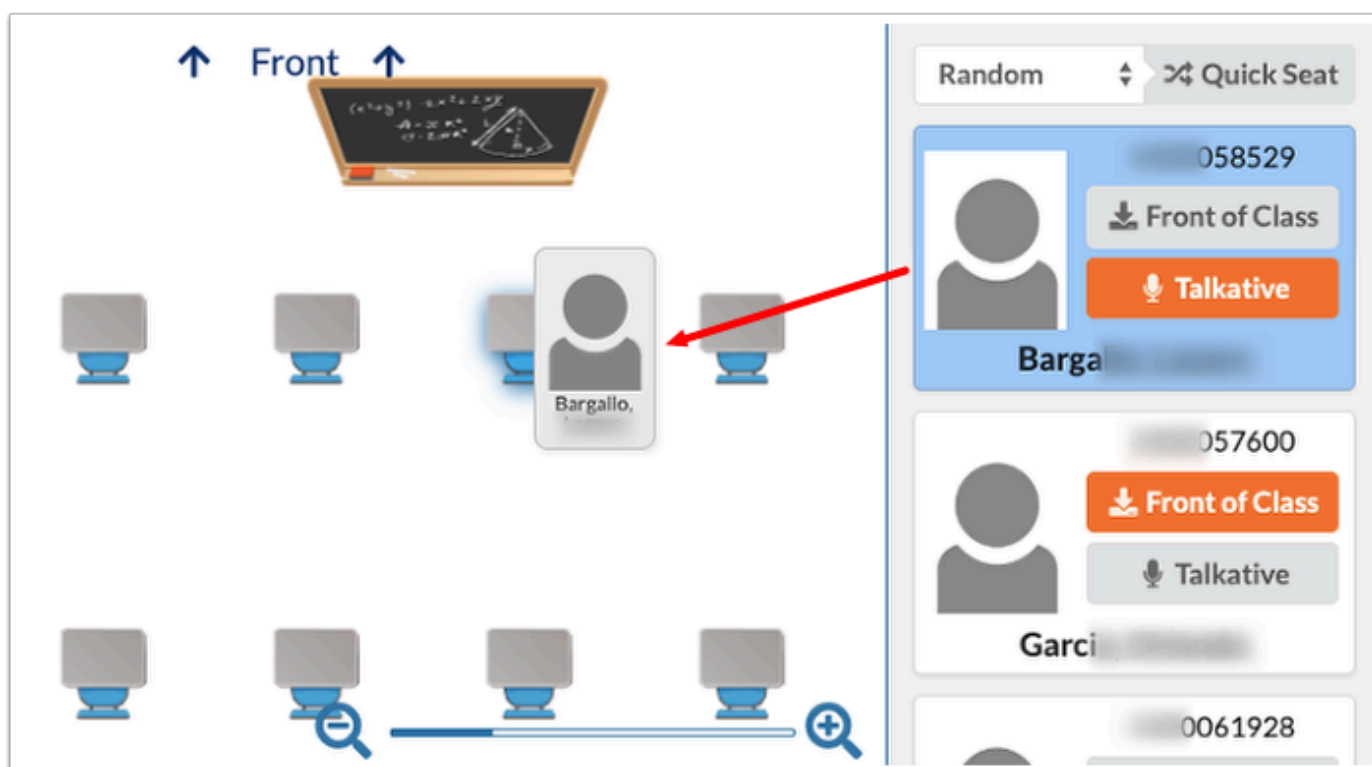 Front
Bargallo,
Random
Quick Seat
058529
Front of Class
Talkative
Barga
057600
Front of Class
Talkative
Garci
0061928